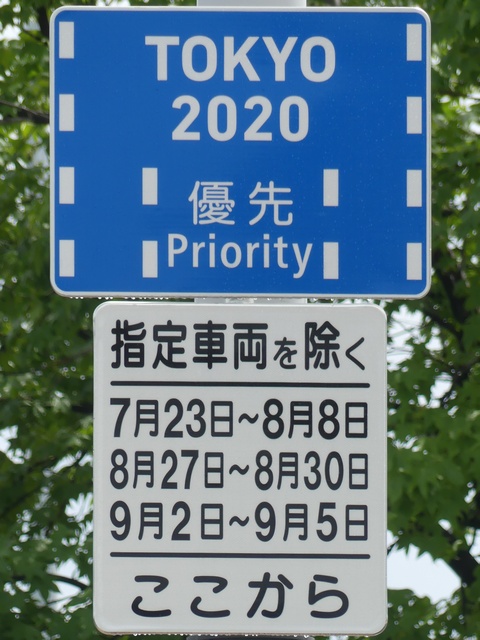 TOKYO
2020
優先
Priority
指定車両を除く
7月23日~8月8日
8月27日~8月30日
9月2日~9月5日
ここから